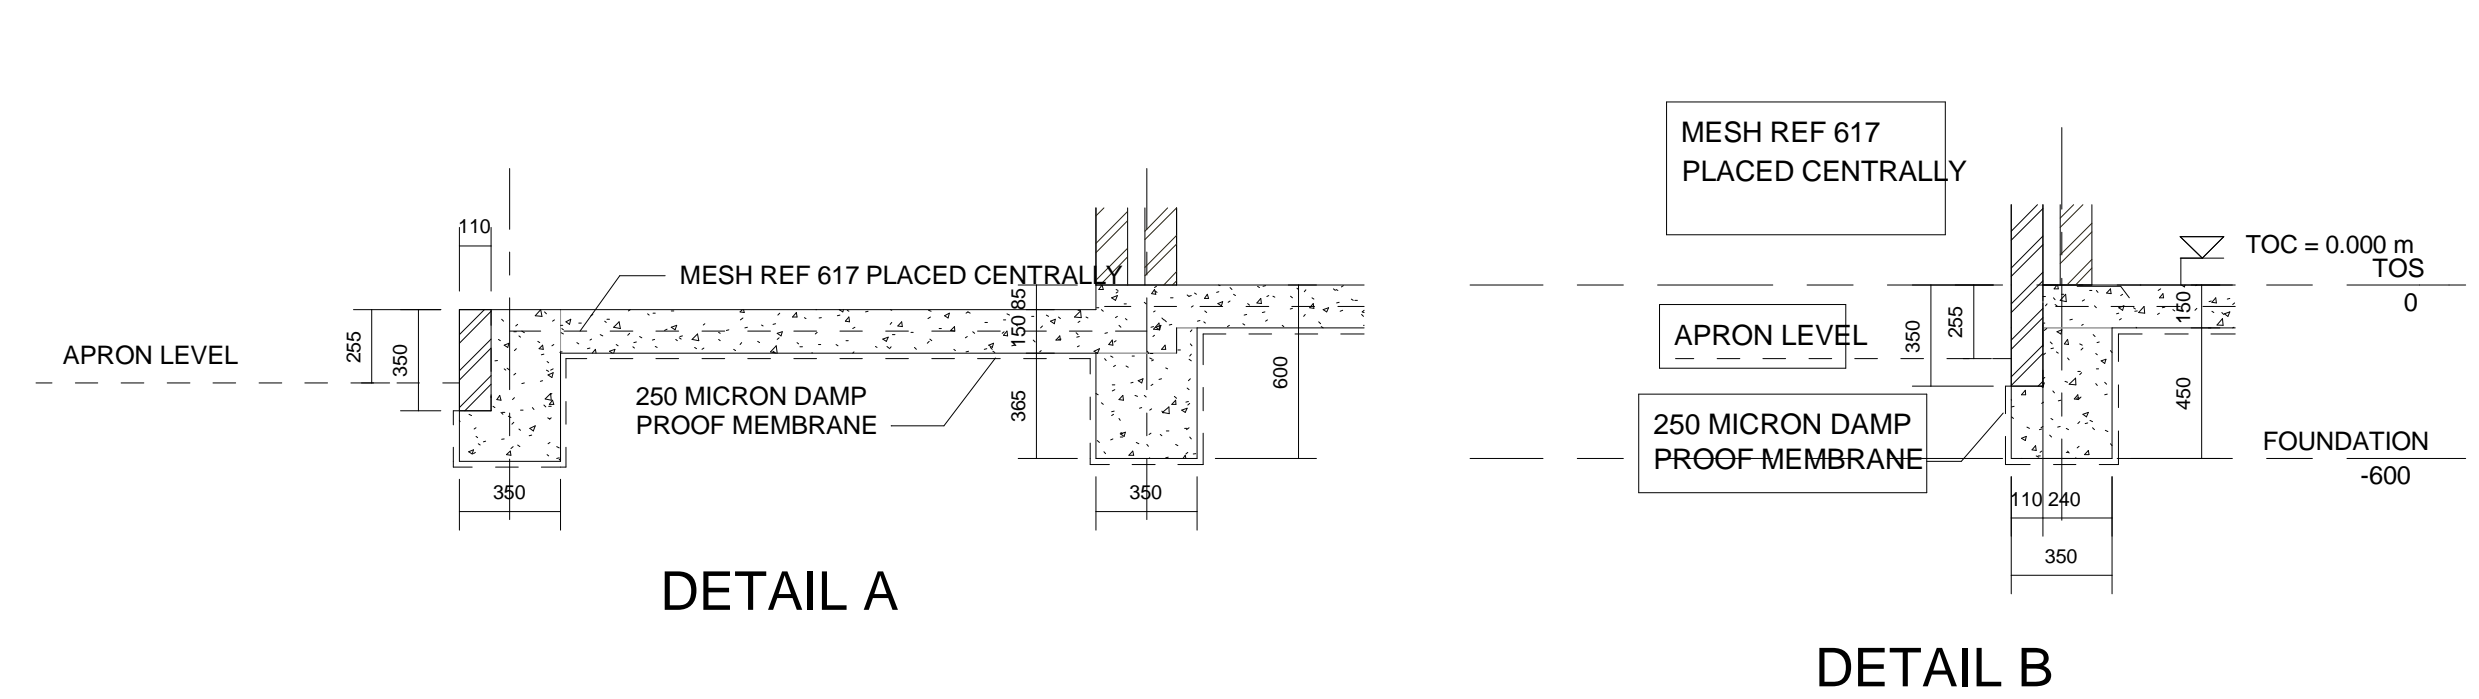 110
MESH REF 617 PLACED CENTRALLY
APRON LEVEL
255
350
85
150
365
600
250 MICRON DAMP
PROOF MEMBRANE
350
350
DETAIL A
MESH REF 617
PLACED CENTRALLY
TOC = 0.000 m
TOS
0
APRON LEVEL
350
255
150
450
250 MICRON DAMP
PROOF MEMBRANE
FOUNDATION
-600
110 240
350
DETAIL B